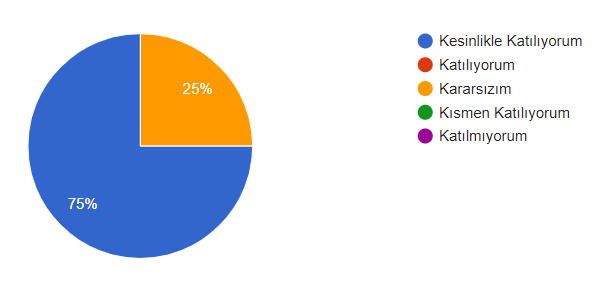 25%
75%
Kesinlikle Katılıyorum
Katılıyorum
Kararsızım
Kısmen Katılıyorum
Katılmıyorum